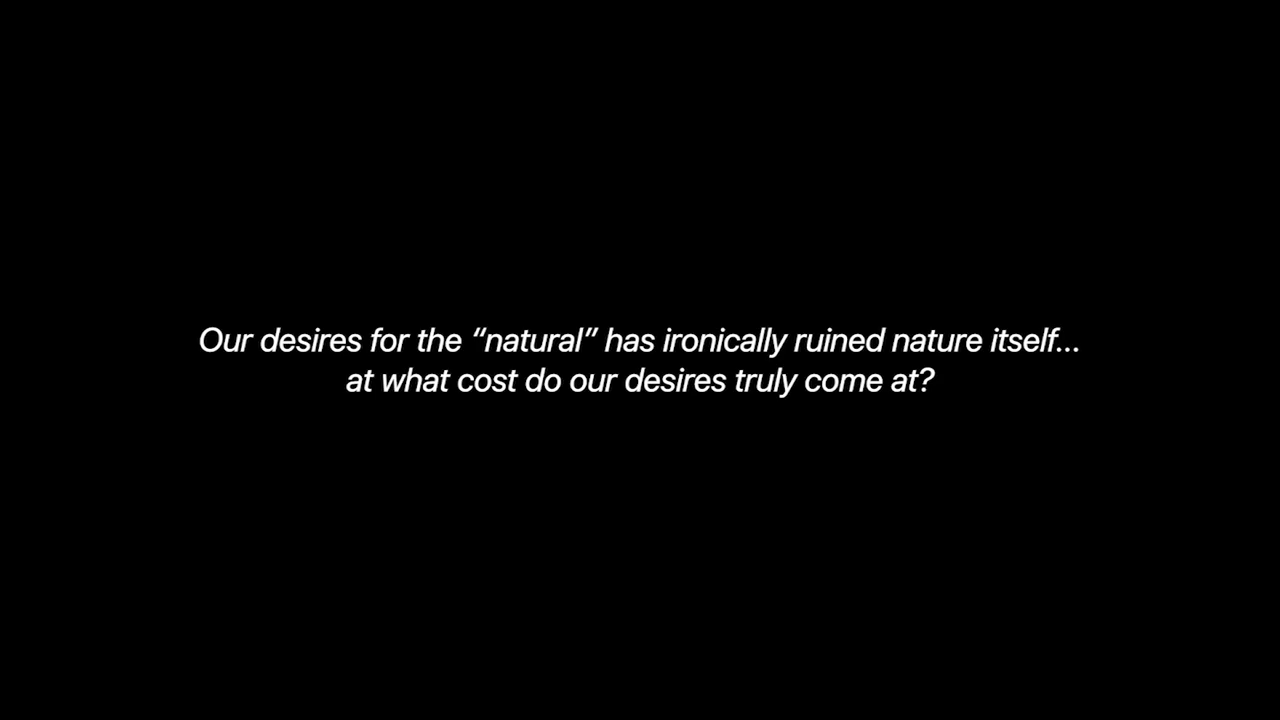 Our desires for the “natural” has ironically ruined nature itself...
at what cost do our desires truly come at?